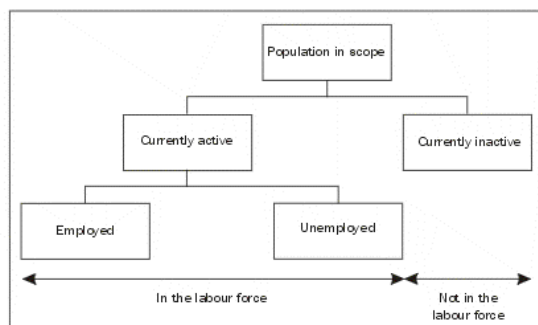 Population in scope
Currently active
Currently inactive
Employed
Unemployed
In the labour force
Not in the
labour force